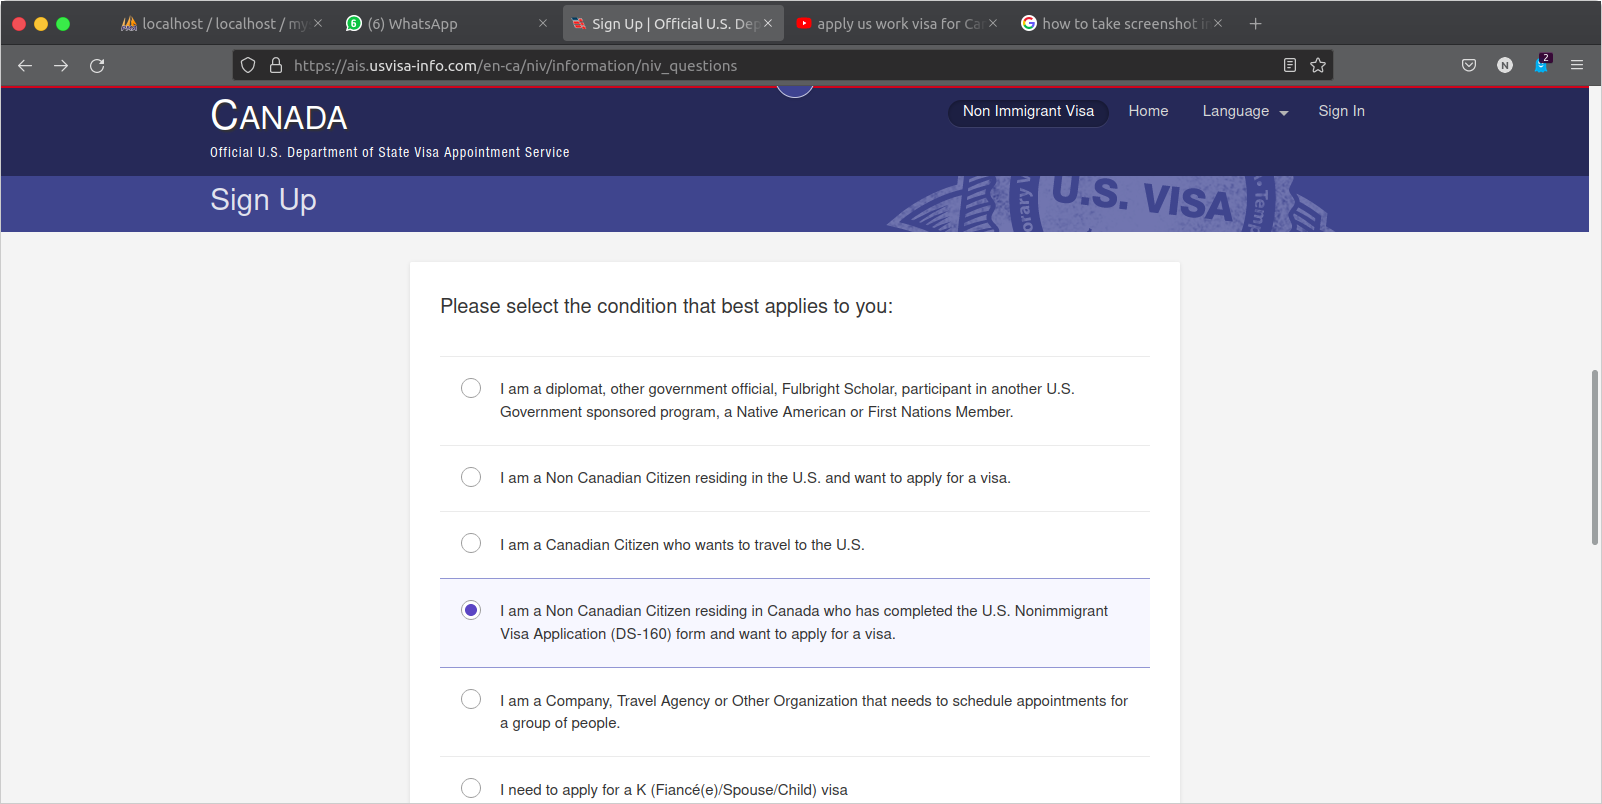 localhost / localhost / my
(6) WhatsApp
Sign Up | Official U.S. Dep
apply us work visa for Can
how to take screenshot in
https://ais.usvisa-info.com/en-ca/niv/information/niv_questions
N
2
CANADA
Official U.S. Department of State Visa Appointment Service
Non Immigrant Visa
Home
Language
Sign In
Sign Up
U.S. VISA
Please select the condition that best applies to you:
I am a diplomat, other government official, Fulbright Scholar, participant in another U.S.
Government sponsored program, a Native American or First Nations Member.
I am a Non Canadian Citizen residing in the U.S. and want to apply for a visa.
I am a Canadian Citizen who wants to travel to the U.S.
I am a Non Canadian Citizen residing in Canada who has completed the U.S. Nonimmigrant
Visa Application (DS-160) form and want to apply for a visa.
I am a Company, Travel Agency or Other Organization that needs to schedule appointments for
a group of people.
I need to apply for a K (Fiancé(e)/Spouse/Child) visa